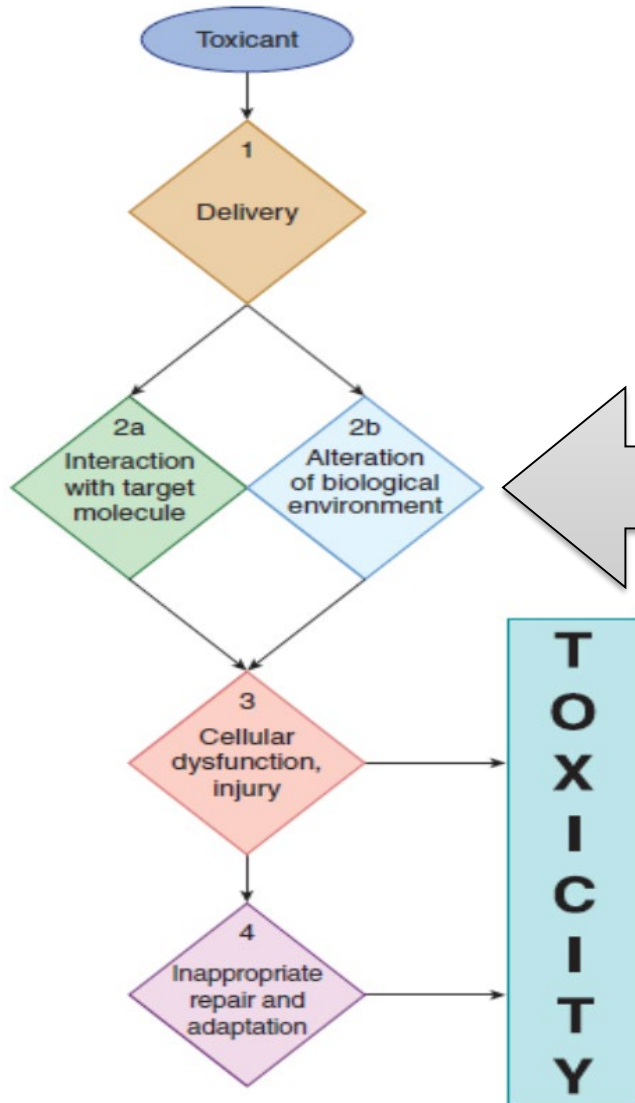 Toxicant
1
Delivery
2a
Interaction
with target
molecule
2b
Alteration
of biological
environment
3
Cellular
dysfunction,
injury
4
Inappropriate
repair and
adaptation
T
O
X
I
C
I
T
Y